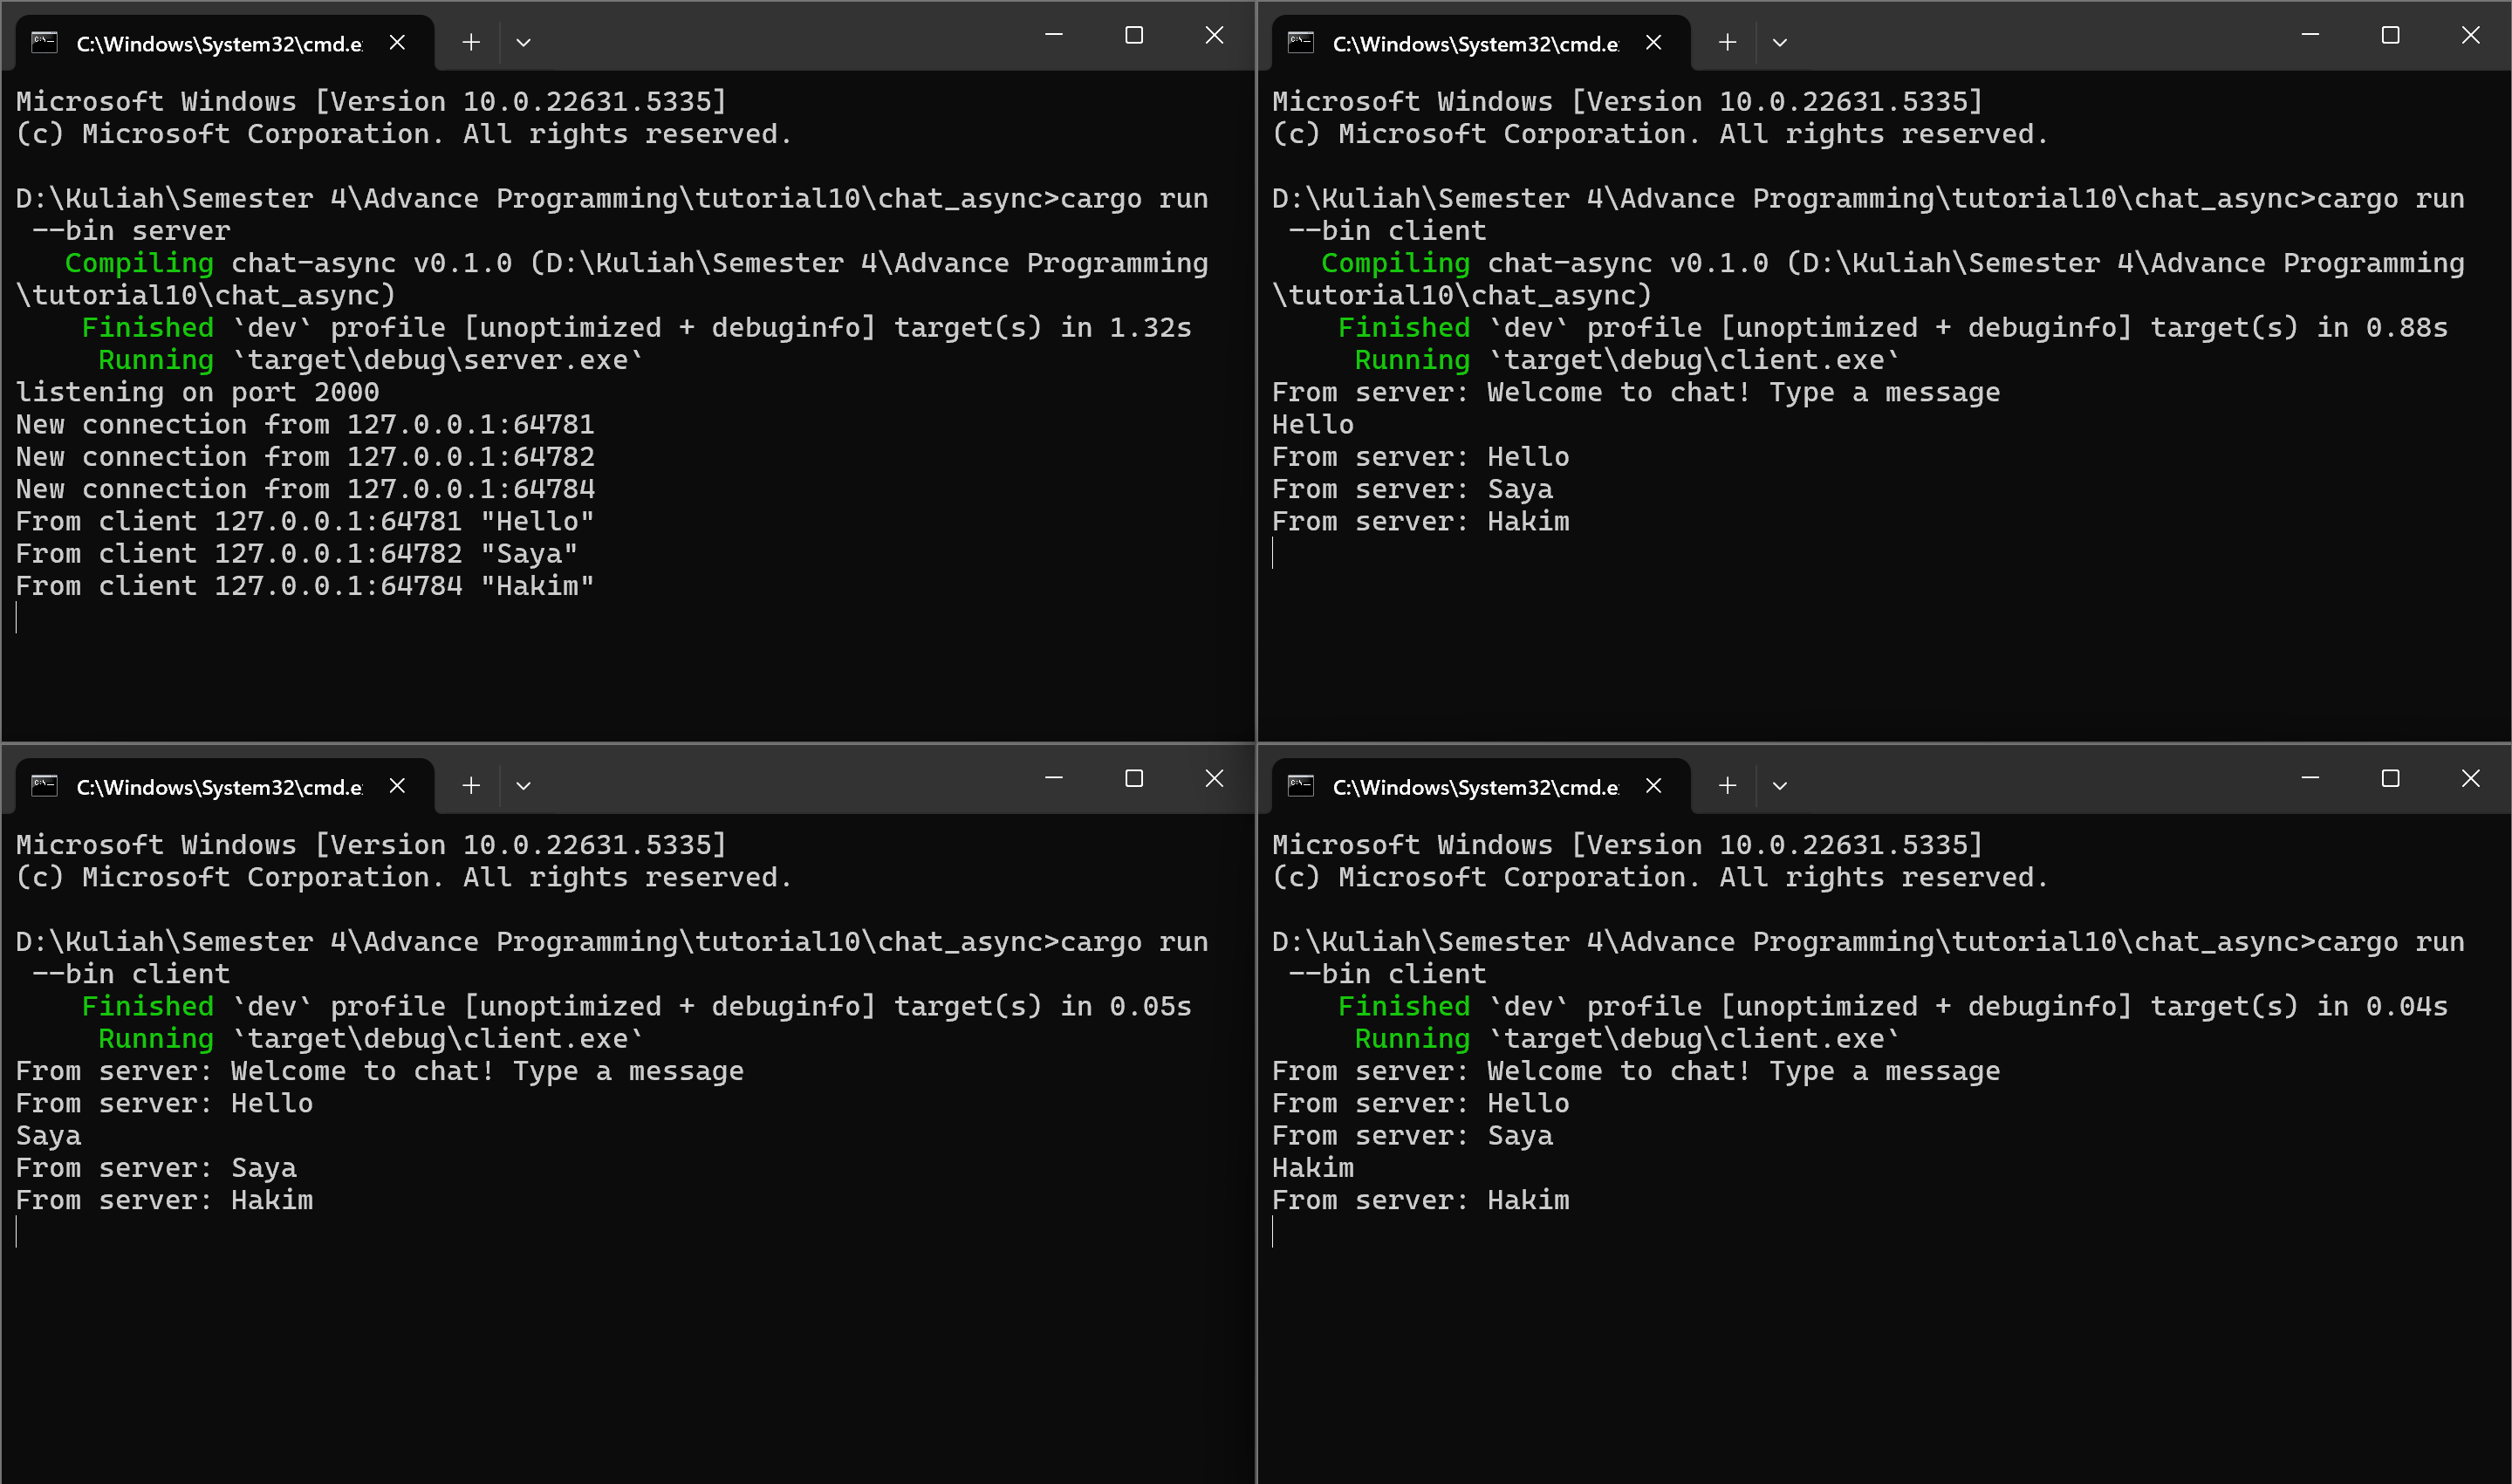 C:\Windows\System32\cmd.e
Microsoft Windows [Version 10.0.22631.5335]
(c) Microsoft Corporation. All rights reserved.
D:\Kuliah\Semester 4\Advance Programming\tutorial10\chat_async>cargo run
--bin server
Compiling chat-async v0.1.0 (D:\Kuliah\Semester 4\Advance Programming
\tutorial10\chat_async)
Finished `dev` profile [unoptimized + debuginfo] target(s) in 1.32s
Running `target\debug\server.exe`
listening on port 2000
New connection from 127.0.0.1:64781
New connection from 127.0.0.1:64782
New connection from 127.0.0.1:64784
From client 127.0.0.1:64781 "Hello"
From client 127.0.0.1:64782 "Saya"
From client 127.0.0.1:64784 "Hakim"
C:\Windows\System32\cmd.e
Microsoft Windows [Version 10.0.22631.5335]
(c) Microsoft Corporation. All rights reserved.
D:\Kuliah\Semester 4\Advance Programming\tutorial10\chat_async>cargo run
--bin client
Compiling chat-async v0.1.0 (D:\Kuliah\Semester 4\Advance Programming
\tutorial10\chat_async)
Finished `dev` profile [unoptimized + debuginfo] target(s) in 0.88s
Running `target\debug\client.exe`
From server: Welcome to chat! Type a message
Hello
From server: Hello
From server: Saya
From server: Hakim
C:\Windows\System32\cmd.e
Microsoft Windows [Version 10.0.22631.5335]
(c) Microsoft Corporation. All rights reserved.
D:\Kuliah\Semester 4\Advance Programming\tutorial10\chat_async>cargo run
--bin client
Finished `dev` profile [unoptimized + debuginfo] target(s) in 0.05s
Running `target\debug\client.exe`
From server: Welcome to chat! Type a message
From server: Hello
Saya
From server: Saya
From server: Hakim
C:\Windows\System32\cmd.e
Microsoft Windows [Version 10.0.22631.5335]
(c) Microsoft Corporation. All rights reserved.
D:\Kuliah\Semester 4\Advance Programming\tutorial10\chat_async>cargo run
--bin client
Finished `dev` profile [unoptimized + debuginfo] target(s) in 0.04s
Running `target\debug\client.exe`
From server: Welcome to chat! Type a message
From server: Hello
From server: Saya
Hakim
From server: Hakim